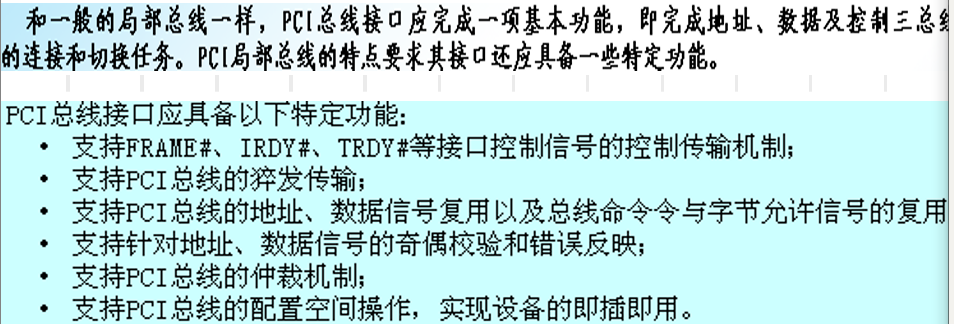 和一般的局部总线一样，PCI总线接口应完成一项基本功能，即完成地址、数据及控制三总线
的连接和切换任务。PCI局部总线的特点要求其接口还应具备一些特定功能。
PCI总线接口应具备以下特定功能：
• 支持FRAME#、IRDY#、TRDY#等接口控制信号的控制传输机制；
• 支持PCI总线的猝发传输；
• 支持PCI总线的地址、数据信号复用以及总线命令令与字节允许信号的复用
• 支持针对地址、数据信号的奇偶校验和错误反映；
• 支持PCI总线的仲裁机制；
• 支持PCI总线的配置空间操作，实现设备的即插即用。